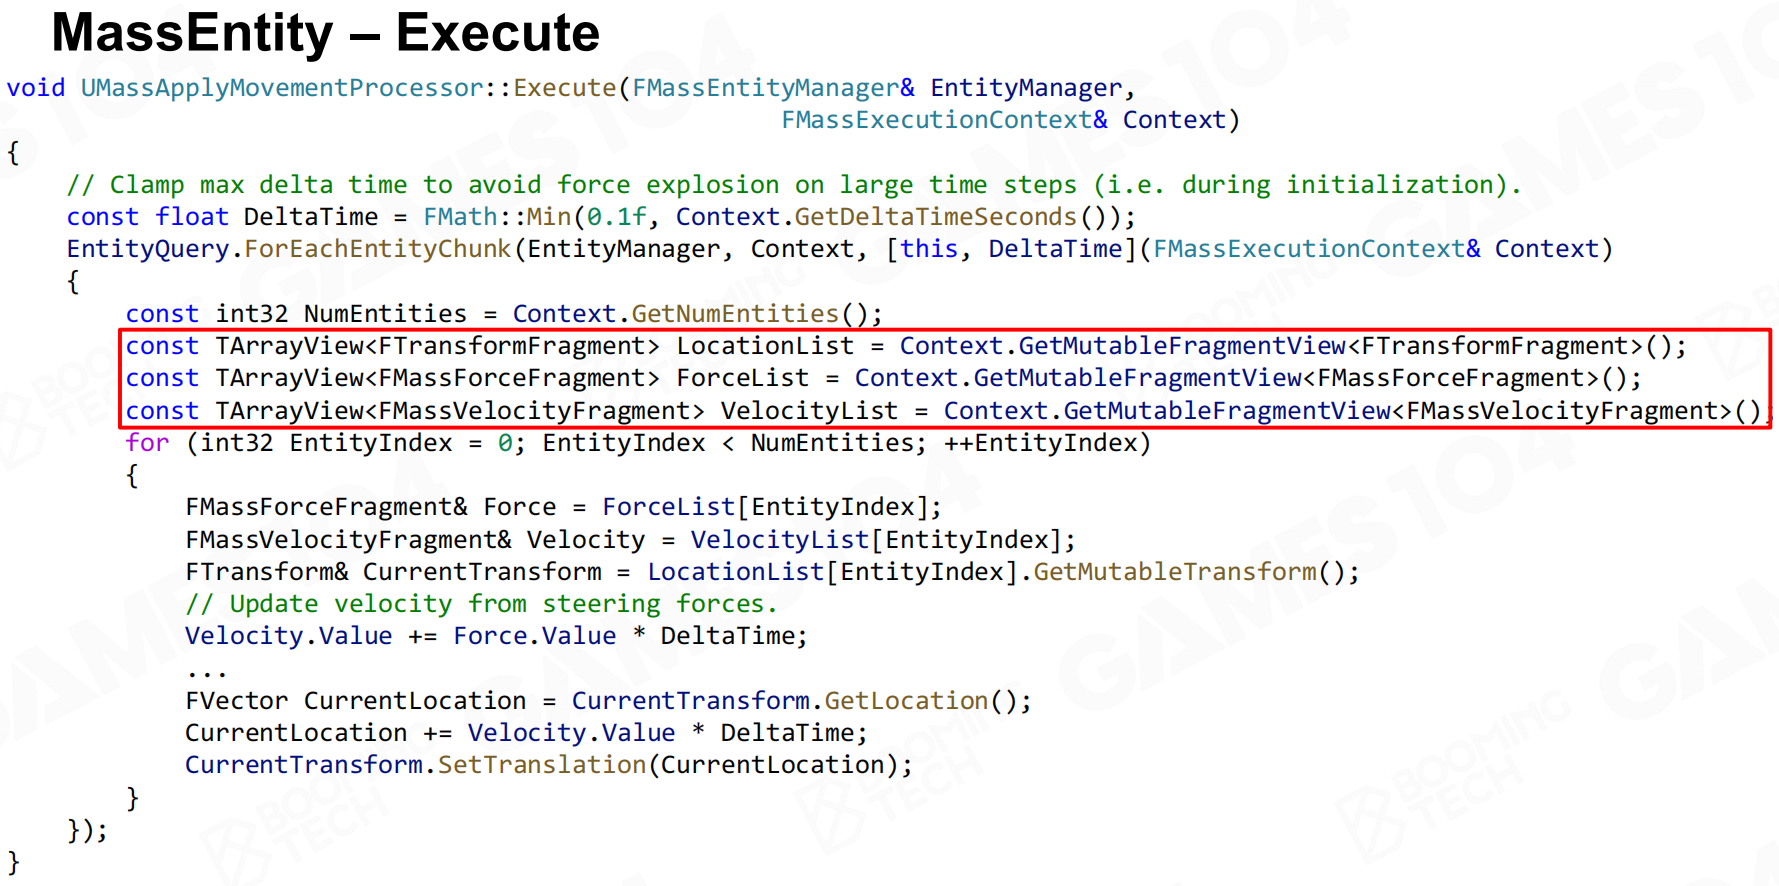 MassEntity – Execute
void UMassApplyMovementProcessor::Execute(FMassEntityManager& EntityManager,
FMassExecutionContext& Context)
{
// Clamp max delta time to avoid force explosion on large time steps (i.e. during initialization).
const float DeltaTime = FMath::Min(0.1f, Context.GetDeltaTimeSeconds());
EntityQuery.ForEachEntityChunk(EntityManager, Context, [this, DeltaTime](FMassExecutionContext& Context)
{
const int32 NumEntities = Context.GetNumEntities();
const TArrayView<FTransformFragment> LocationList = Context.GetMutableFragmentView<FTransformFragment>();
const TArrayView<FMassForceFragment> ForceList = Context.GetMutableFragmentView<FMassForceFragment>();
const TArrayView<FMassVelocityFragment> VelocityList = Context.GetMutableFragmentView<FMassVelocityFragment>();
for (int32 EntityIndex = 0; EntityIndex < NumEntities; ++EntityIndex)
{
FMassForceFragment& Force = ForceList[EntityIndex];
FMassVelocityFragment& Velocity = VelocityList[EntityIndex];
FTransform& CurrentTransform = LocationList[EntityIndex].GetMutableTransform();
// Update velocity from steering forces.
Velocity.Value += Force.Value * DeltaTime;
...
FVector CurrentLocation = CurrentTransform.GetLocation();
CurrentLocation += Velocity.Value * DeltaTime;
CurrentTransform.SetTranslation(CurrentLocation);
}
});
}